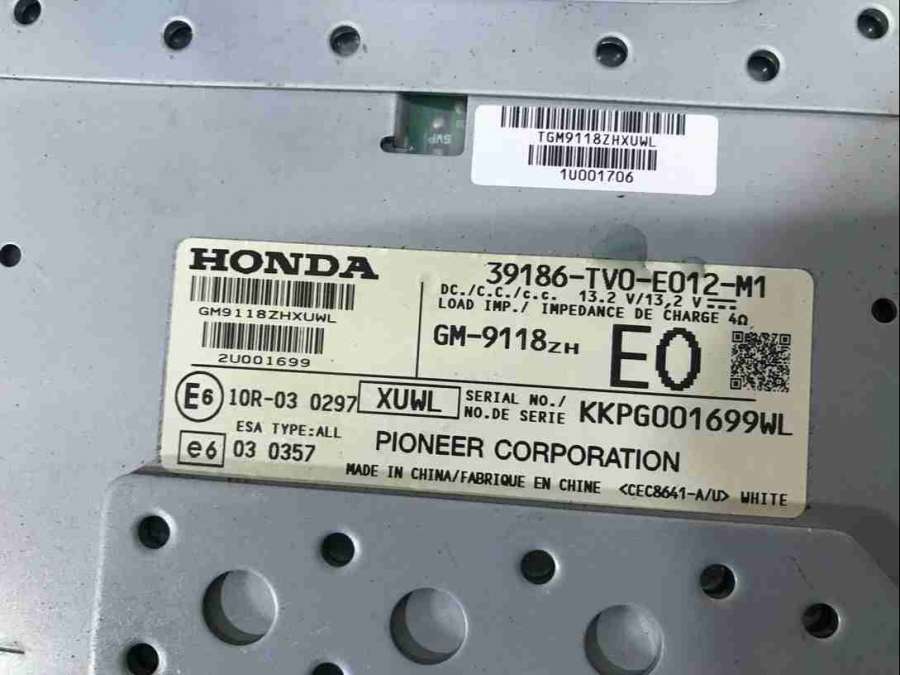 SVP
TGM9118ZHXUWL
1U001706
HONDA
39186-TV0-E012-M1
DC./C.C./c.c. 13.2 V/13,2 V
GM9118ZHXUWL
LOAD IMP./ IMPEDANCE DE CHARGE 4Ω
2U001699
GM-9118ZH
E0
E6 10R-03 0297 XUWL SERIAL NO./
NO.DE SERIE KKPG001699WL
ESA TYPE:ALL
e6 03 0357
PIONEER CORPORATION
MADE IN CHINA/FABRIQUE EN CHINE <CEC8641-A/U> WHITE